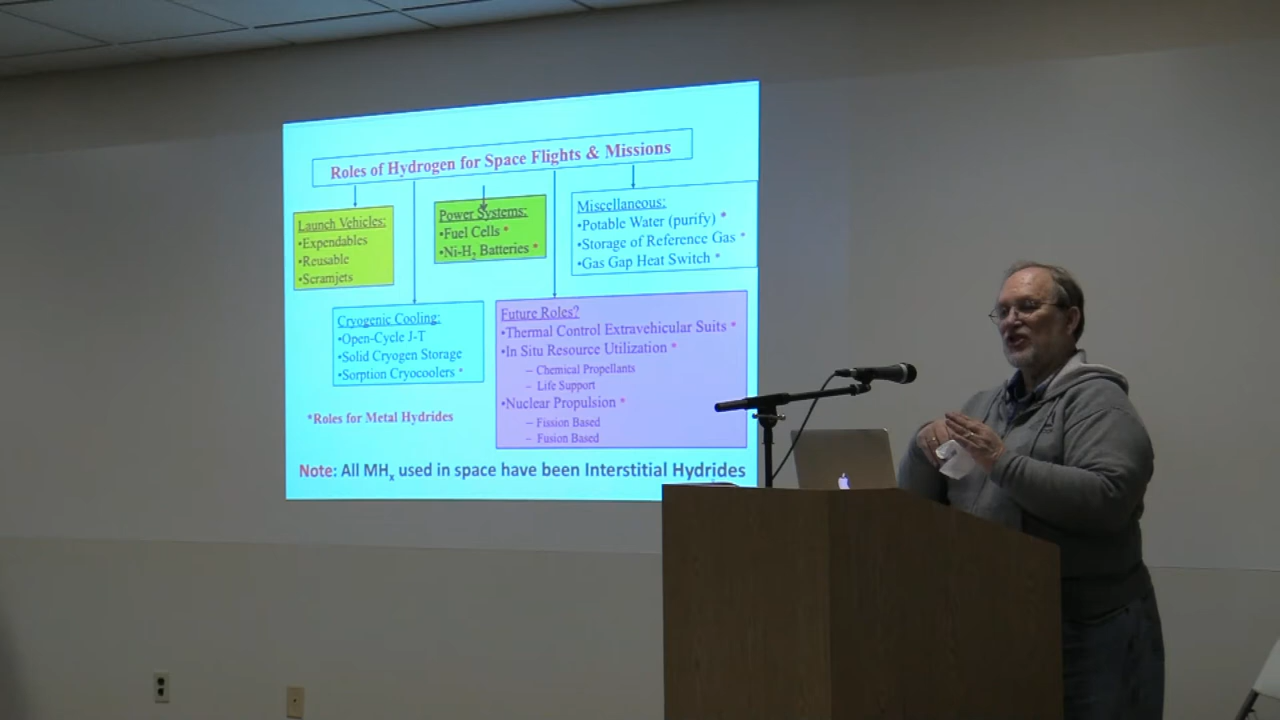 Roles of Hydrogen for Space Flights & Missions
Launch Vehicles:
•Expendables
•Reusable
•Scramjets
Power Systems:
•Fuel Cells *
•Ni-H₂ Batteries *
Miscellaneous:
•Potable Water (purify) *
•Storage of Reference Gas *
•Gas Gap Heat Switch *
Cryogenic Cooling:
•Open-Cycle J-T
•Solid Cryogen Storage
•Sorption Cryocoolers *
Future Roles?
•Thermal Control Extravehicular Suits *
•In Situ Resource Utilization *
– Chemical Propellants
– Life Support
•Nuclear Propulsion *
– Fission Based
– Fusion Based
*Roles for Metal Hydrides
Note: All MHₓ used in space have been Interstitial Hydrides